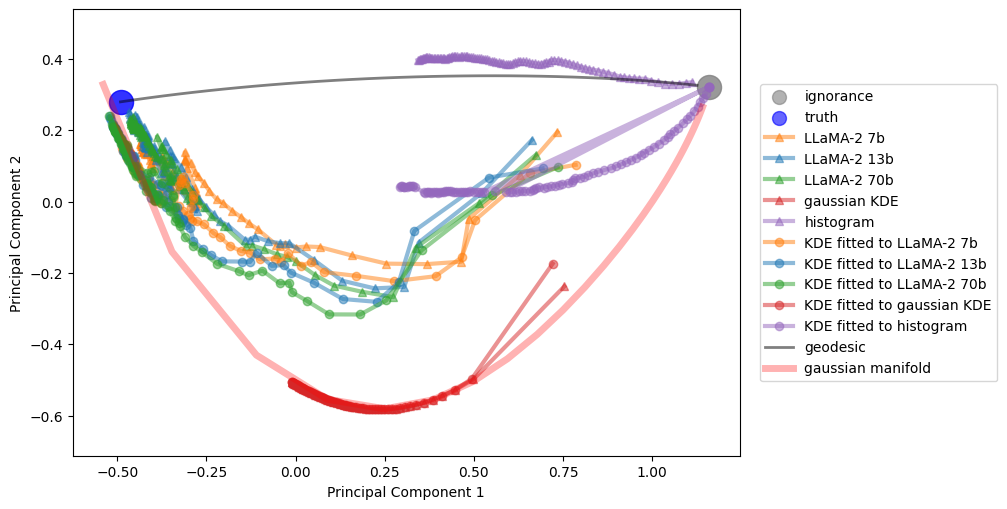 0.4
0.2
0.0
−0.2
−0.4
−0.6
Principal Component 2
−0.50
−0.25
0.00
0.25
0.50
0.75
1.00
Principal Component 1
ignorance
truth
LLaMA-2 7b
LLaMA-2 13b
LLaMA-2 70b
gaussian KDE
histogram
KDE fitted to LLaMA-2 7b
KDE fitted to LLaMA-2 13b
KDE fitted to LLaMA-2 70b
KDE fitted to gaussian KDE
KDE fitted to histogram
geodesic
gaussian manifold